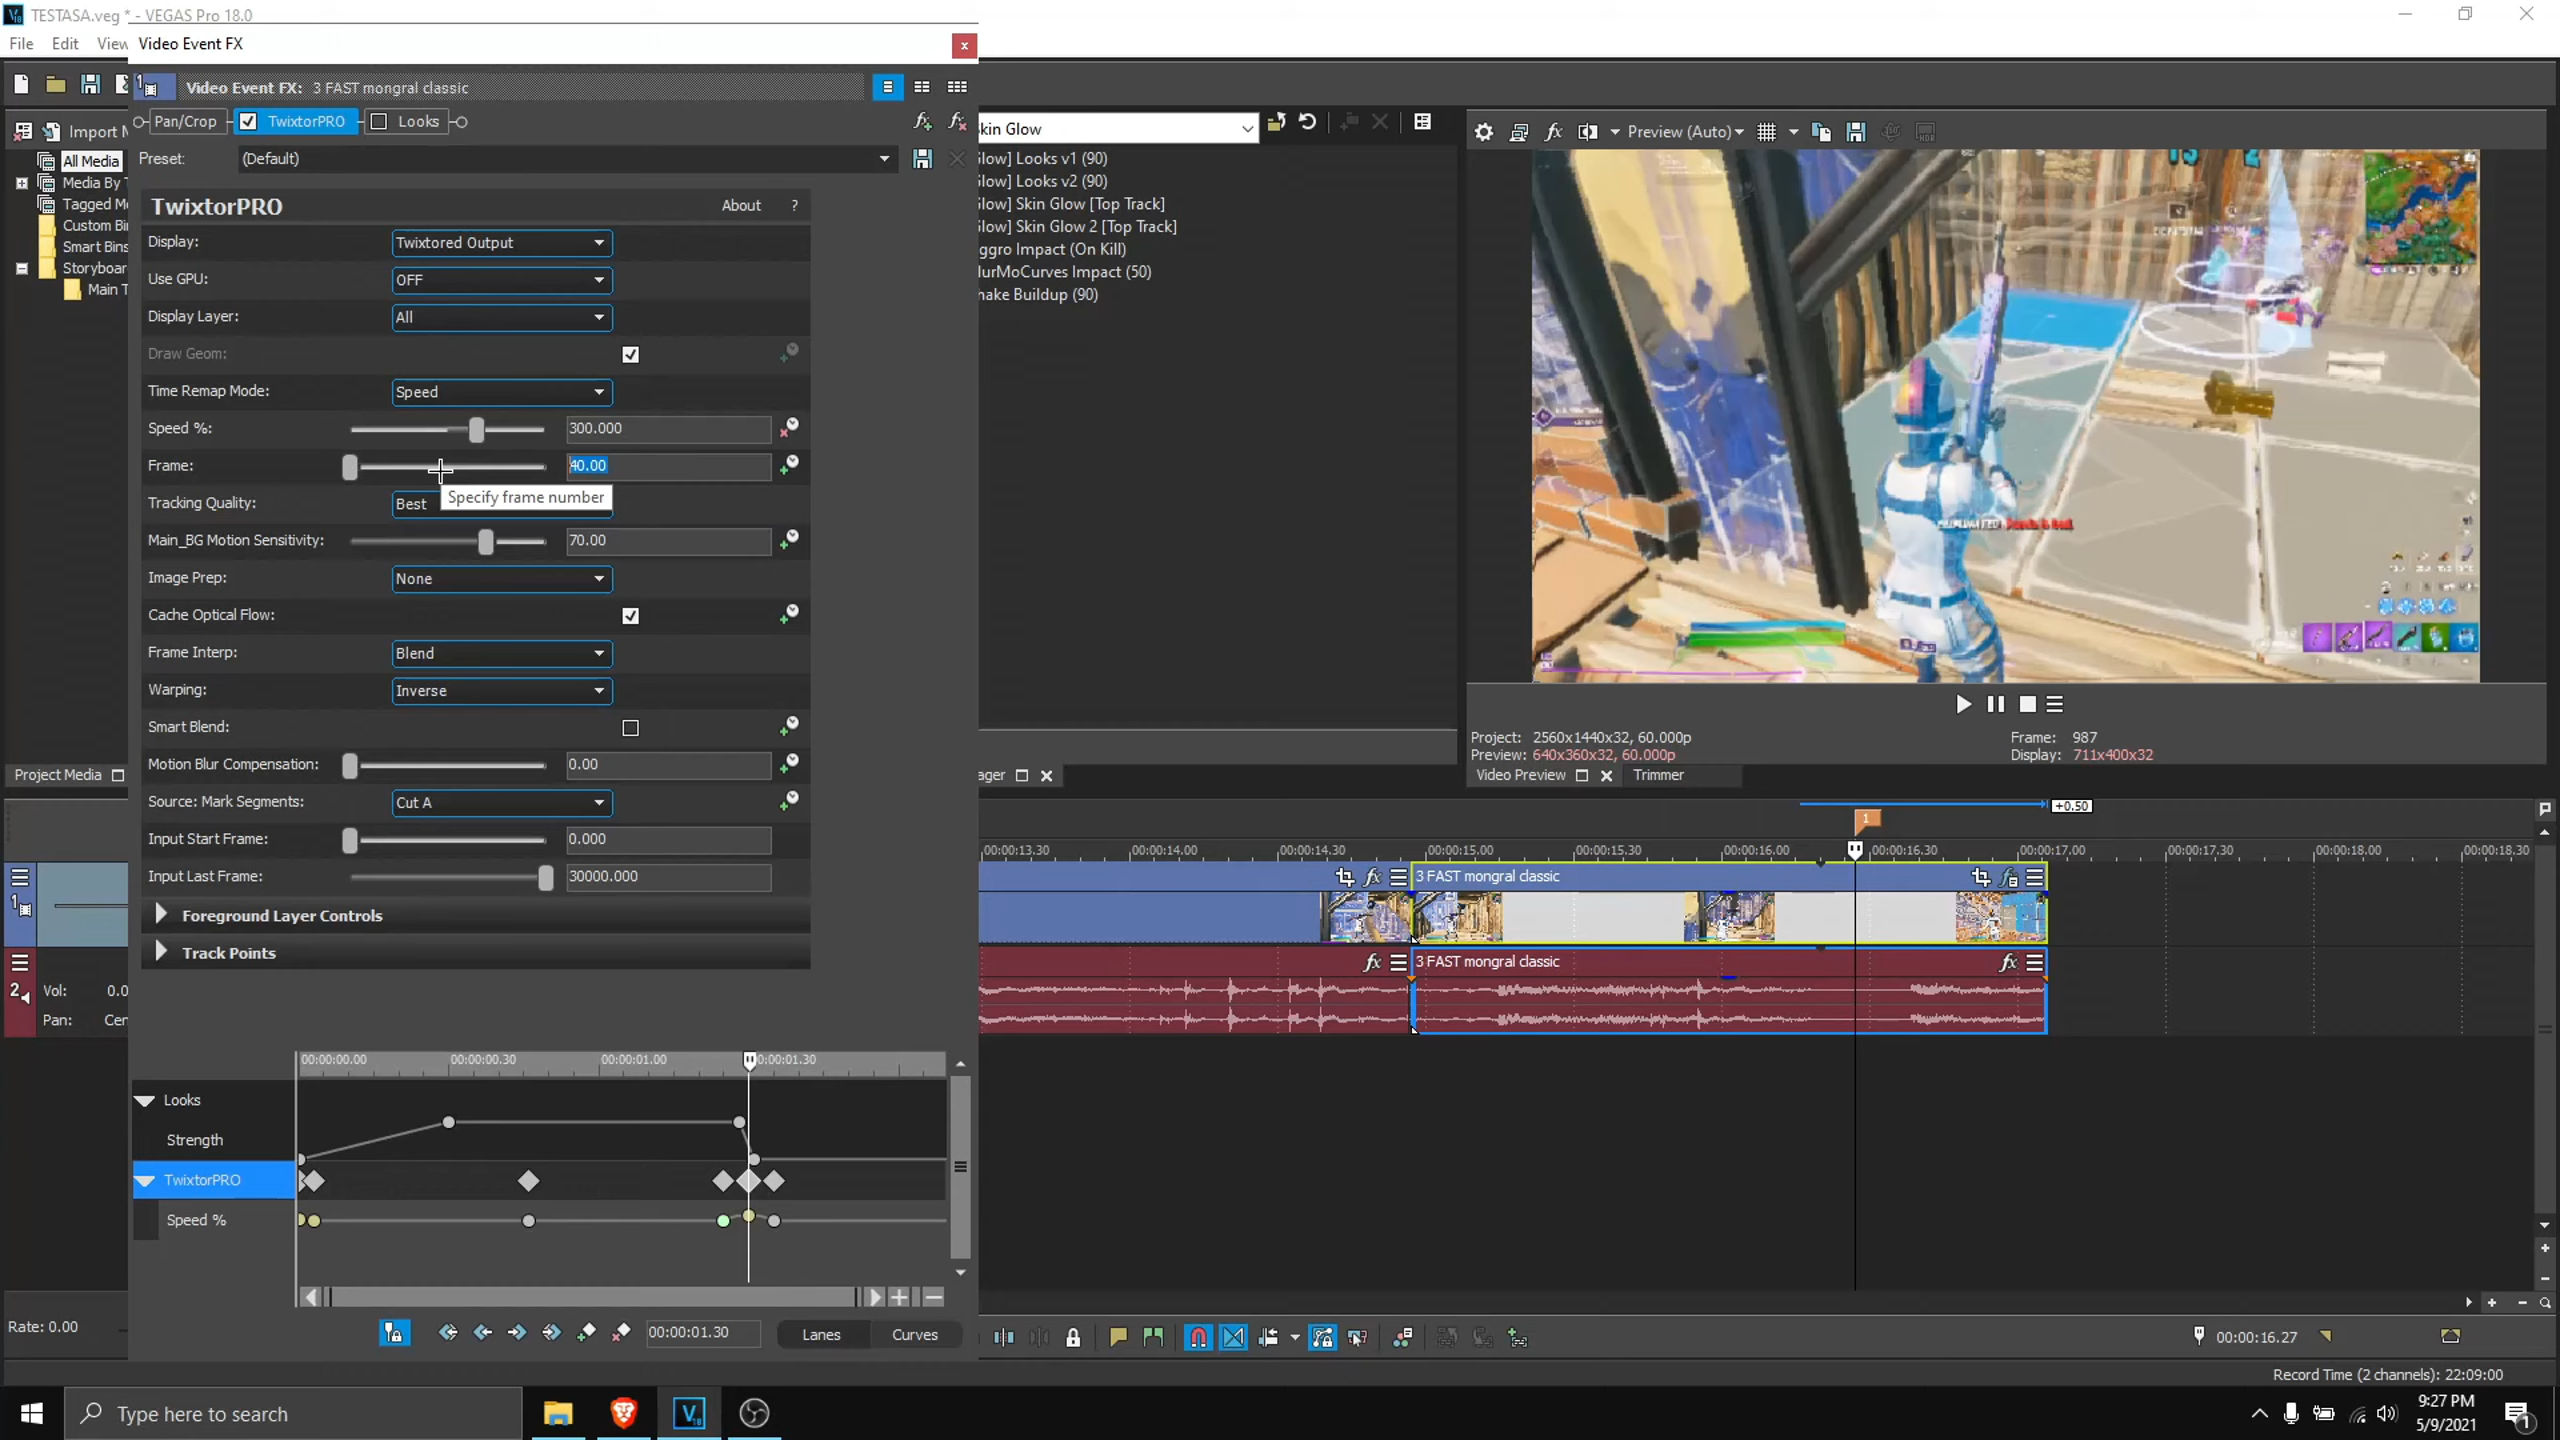 TESTASA.veg * - VEGAS Pro 18.0
File Edit View
Video Event FX
Video Event FX: 3 FAST mongral classic
Pan/Crop TwixtorPRO Looks
Preset: (Default)
TwixtorPRO About ?
Display: Twixtored Output
Use GPU: OFF
Display Layer: All
Draw Geom:
Time Remap Mode: Speed
Speed %: 300.000
Frame: 40.00
Specify frame number
Tracking Quality: Best
Main_BG Motion Sensitivity: 70.00
Image Prep: None
Cache Optical Flow:
Frame Interp: Blend
Warping: Inverse
Smart Blend:
Motion Blur Compensation: 0.00
Source: Mark Segments: Cut A
Input Start Frame: 0.000
Input Last Frame: 30000.000
Foreground Layer Controls
Track Points
00:00:00.00 00:00:00.30 00:00:01.00 00:00:01.30
Looks
Strength
TwixtorPRO
Speed %
00:00:01.30 Lanes Curves
Import M
All Media
Media By T
Tagged Me
Custom Bin
Smart Bins
Storyboar
Main T
Project Media
kin Glow
low] Looks v1 (90)
low] Looks v2 (90)
low] Skin Glow [Top Track]
low] Skin Glow 2 [Top Track]
ggro Impact (On Kill)
lurMoCurves Impact (50)
hake Buildup (90)
ager
Preview (Auto)
Project: 2560x1440x32, 60.000p Frame: 987
Preview: 640x360x32, 60.000p Display: 711x400x32
Video Preview Trimmer
+0.50
1
00:00:13.30 00:00:14.00 00:00:14.30 00:00:15.00 00:00:15.30 00:00:16.00 00:00:16.30 00:00:17.00 00:00:17.30 00:00:18.00 00:00:18.30
1
3 FAST mongral classic
3 FAST mongral classic
2 Vol: 0.0
Pan: Cen
Rate: 0.00
00:00:16.27
Record Time (2 channels): 22:09:00
Type here to search
9:27 PM
5/9/2021
1